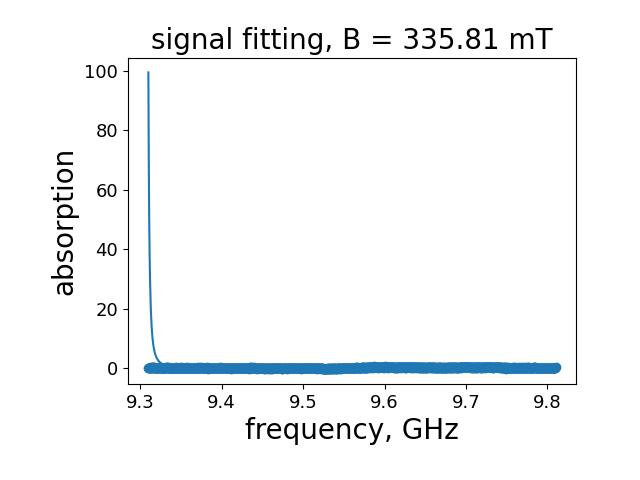 signal fitting, B = 335.81 mT
absorption
100
80
60
40
20
0
9.3 9.4 9.5 9.6 9.7 9.8
frequency, GHz